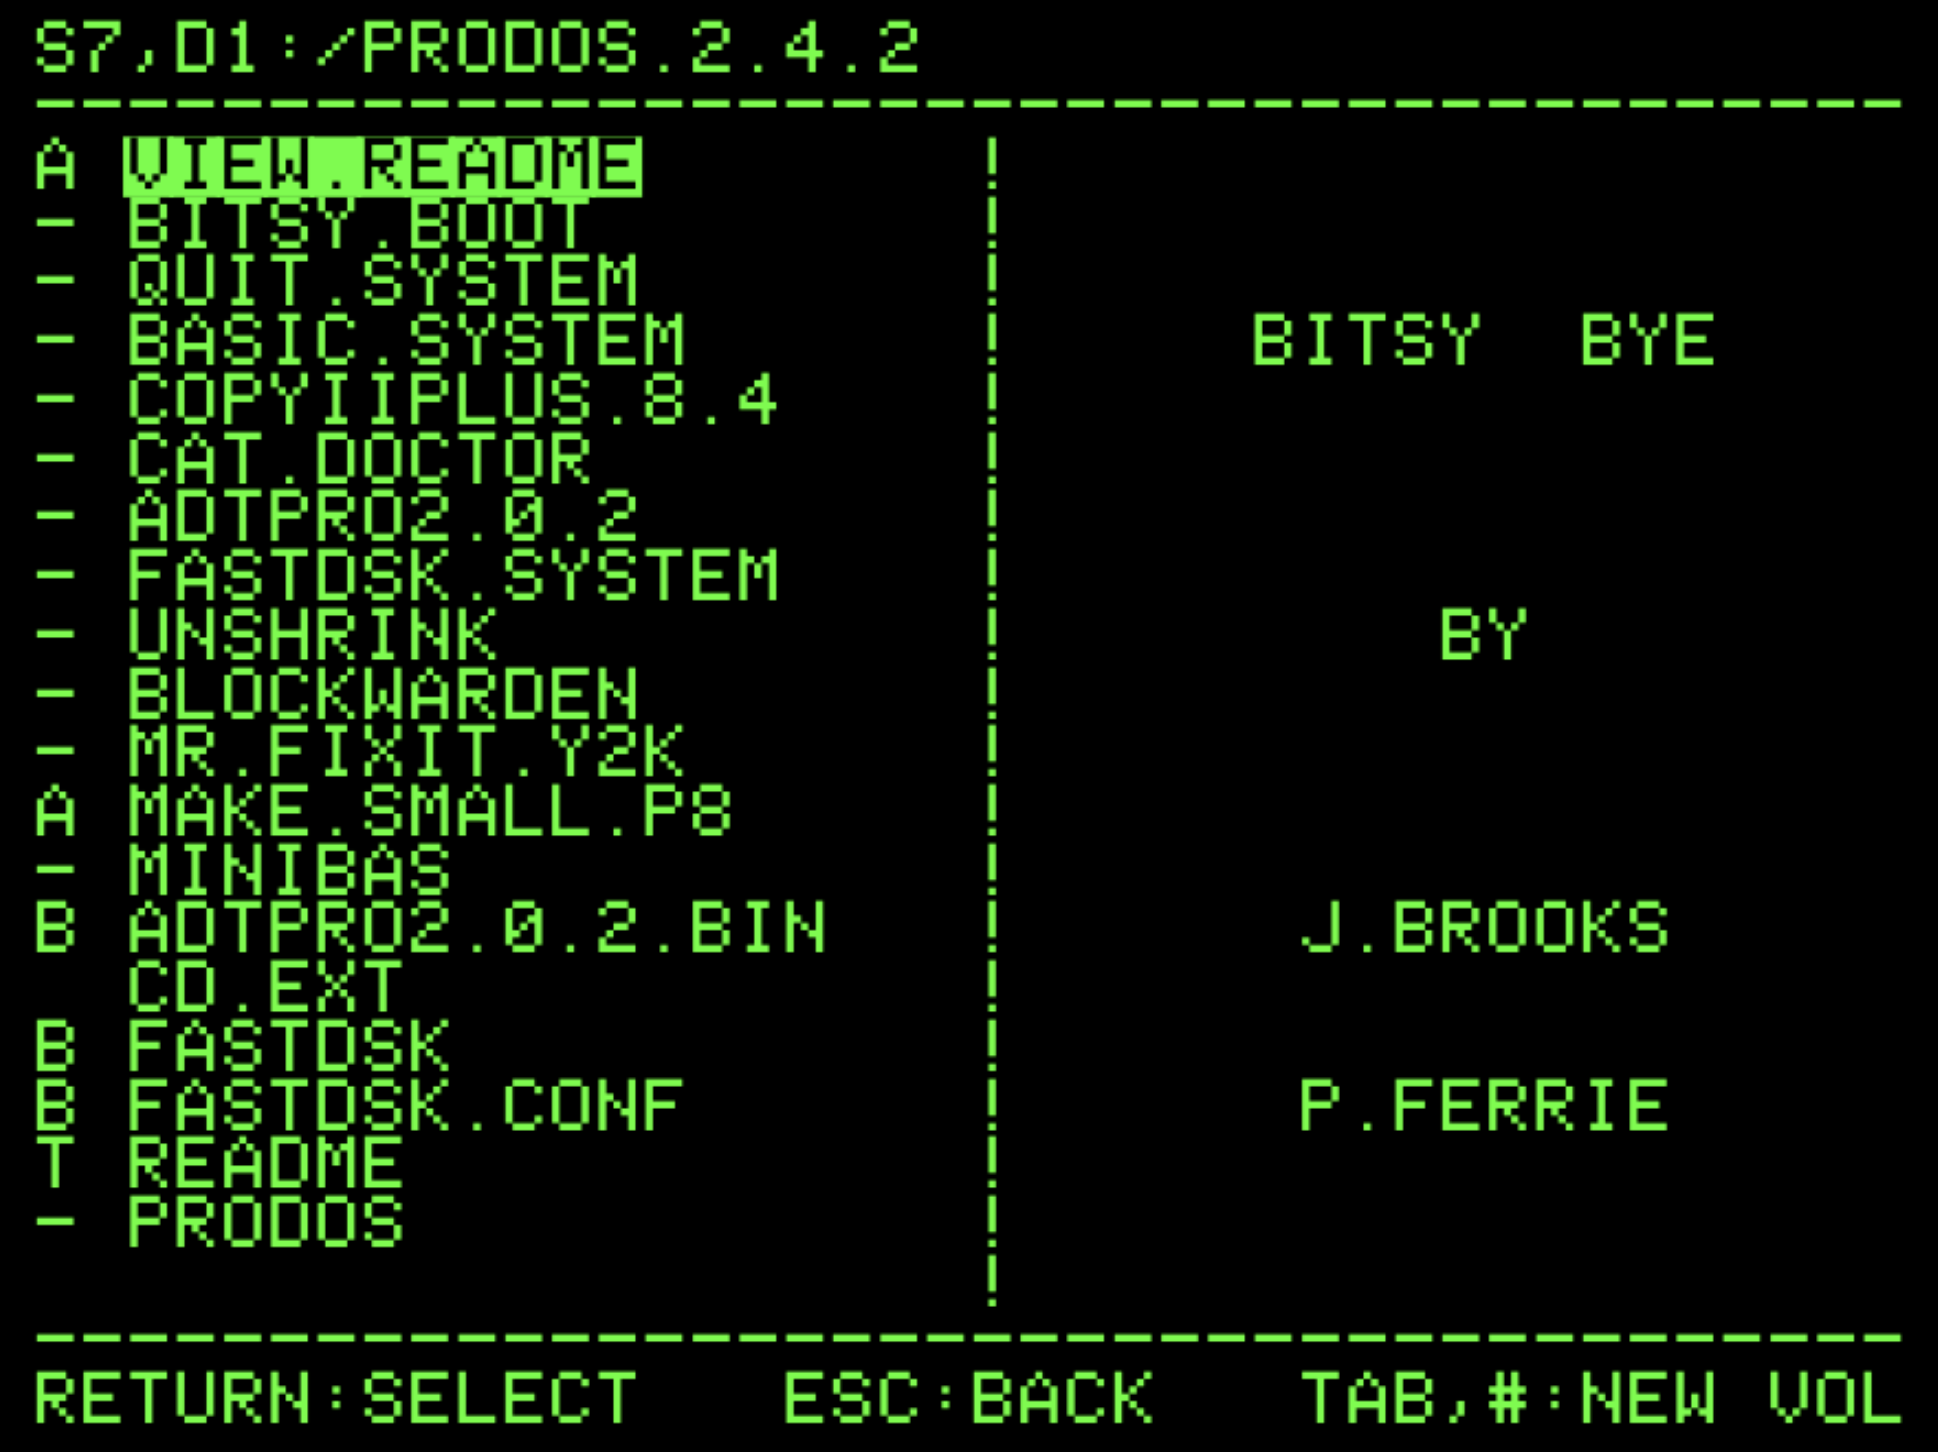 S7,D1:/PRODOS.2.4.2
----------------------------------------
A VIEW.README
- BITSY.BOOT
- QUIT.SYSTEM
- BASIC.SYSTEM BITSY BYE
- COPYIIPLUS.8.4
- CAT.DOCTOR
- ADTPRO2.0.2
- FASTDSK.SYSTEM
- UNSHRINK BY
- BLOCKWARDEN
- MR.FIXIT.Y2K
A MAKE.SMALL.P8
- MINIBAS
B ADTPRO2.0.2.BIN J.BROOKS
CD.EXT
B FASTDSK
B FASTDSK.CONF P.FERRIE
T README
- PRODOS
----------------------------------------
RETURN:SELECT ESC:BACK TAB,#:NEW VOL